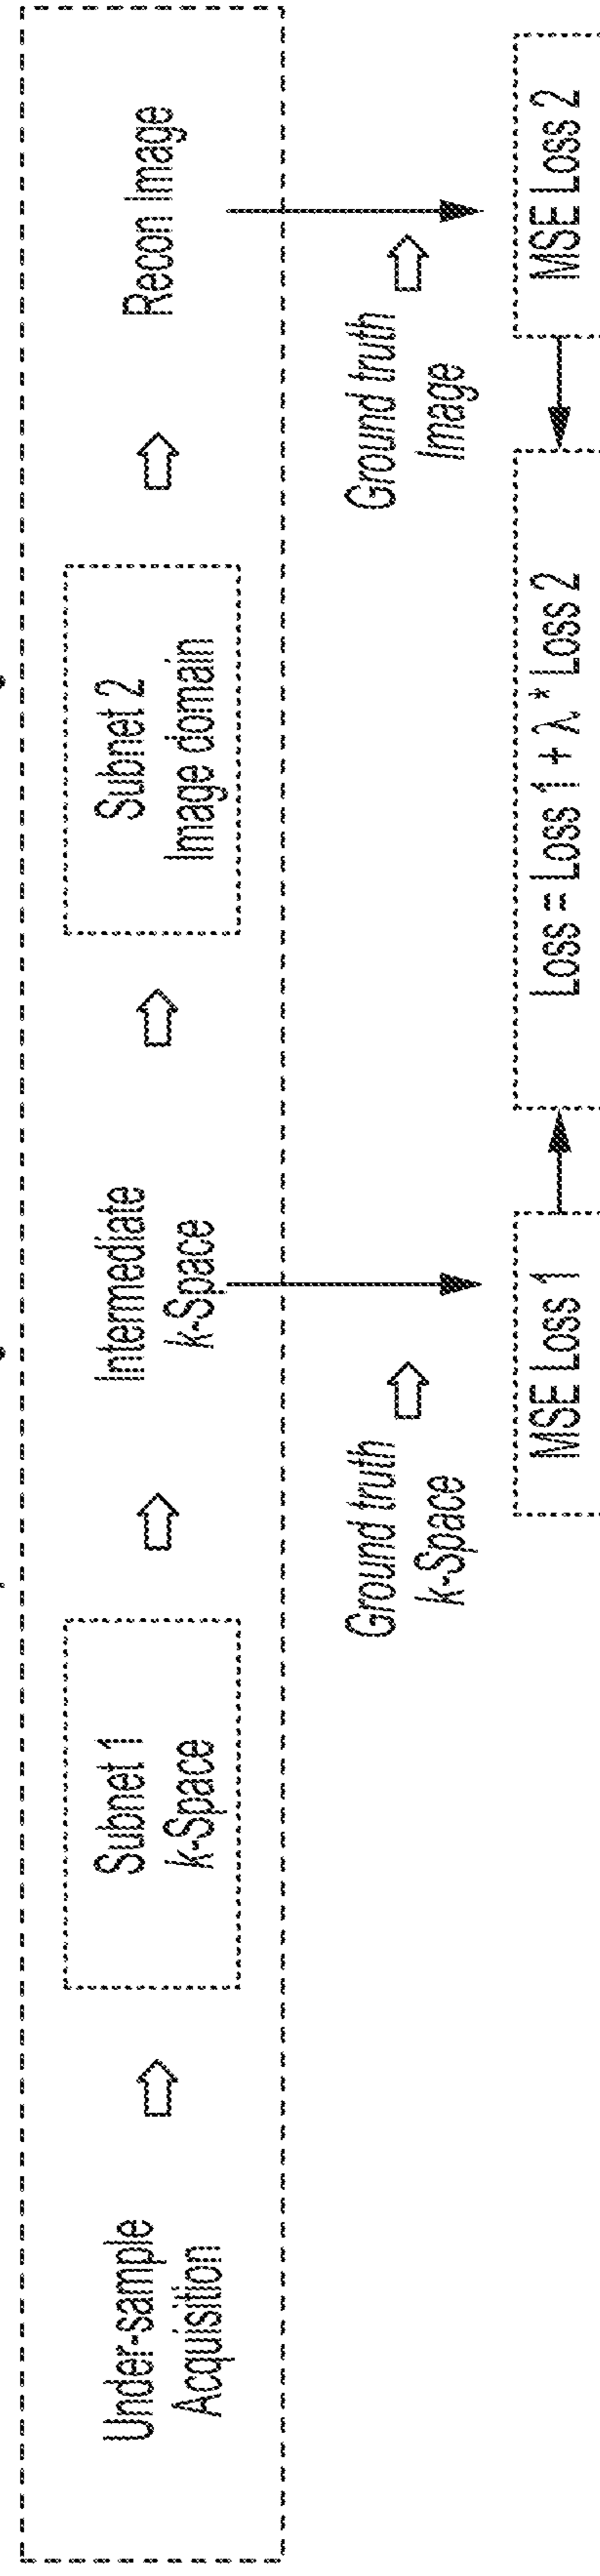 Under-sample
Acquisition
Subnet 1
k-Space
Intermediate
k-Space
Subnet 2
Image domain
Recon Image
Ground truth
k-Space
Ground truth
Image
MSE Loss 1
Loss = Loss 1 + λ * Loss 2
MSE Loss 2